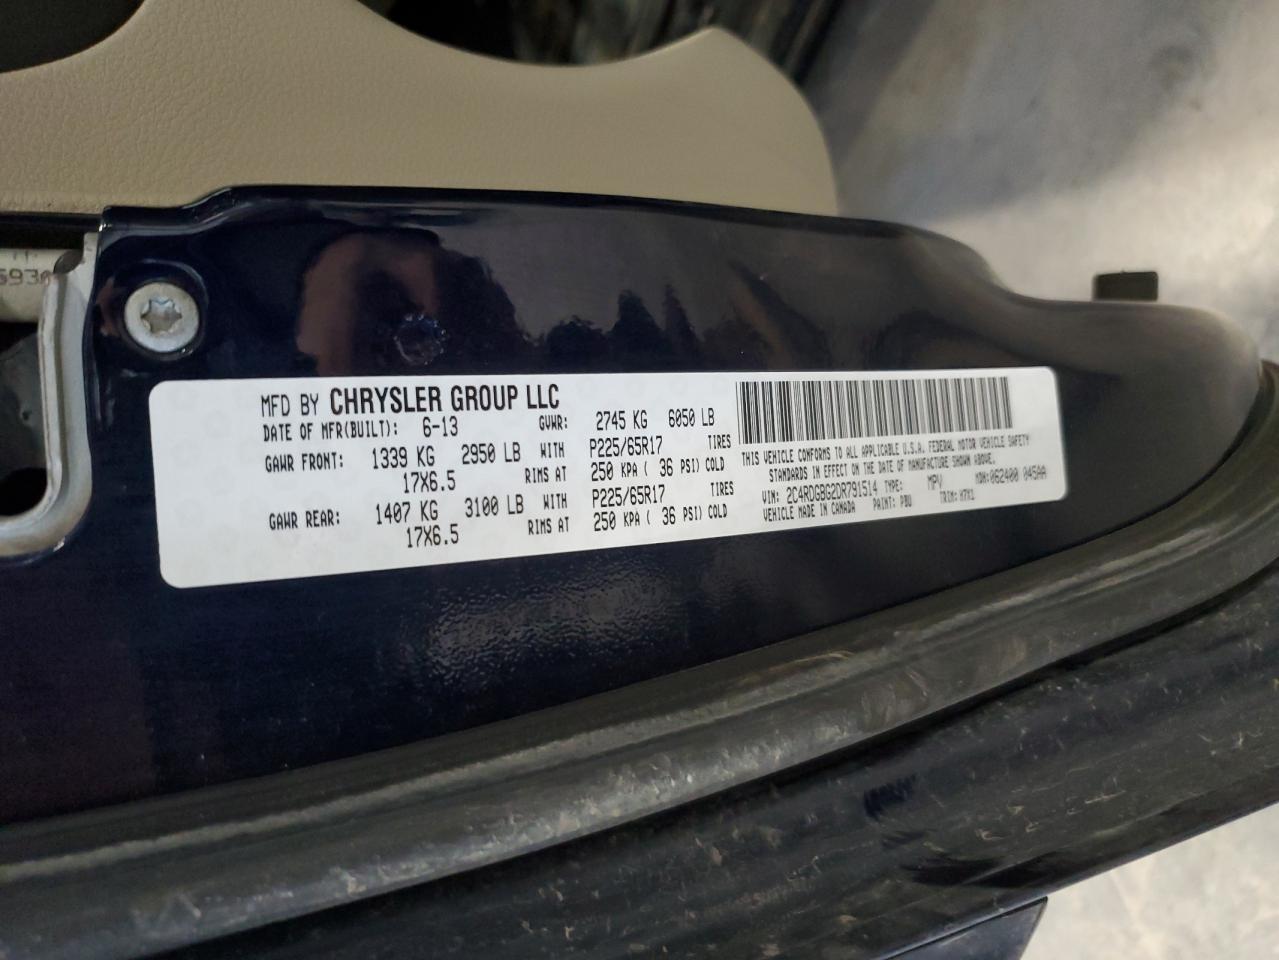 MFD BY CHRYSLER GROUP LLC
DATE OF MFR(BUILT): 6-13 GVWR: 2745 KG 6050 LB
GAWR FRONT: 1339 KG 2950 LB WITH P225/65R17 TIRES
17X6.5 RIMS AT 250 KPA ( 36 PSI) COLD
GAWR REAR: 1407 KG 3100 LB WITH P225/65R17 TIRES
17X6.5 RIMS AT 250 KPA ( 36 PSI) COLD
THIS VEHICLE CONFORMS TO ALL APPLICABLE U.S.A. FEDERAL MOTOR VEHICLE SAFETY
STANDARDS IN EFFECT ON THE DATE OF MANUFACTURE SHOWN ABOVE.
VIN: 2C4RDGBG2DR791514 TYPE: MPV MDH: 062400 045AA
VEHICLE MADE IN CANADA PAINT: PBU TRIM: H7X1